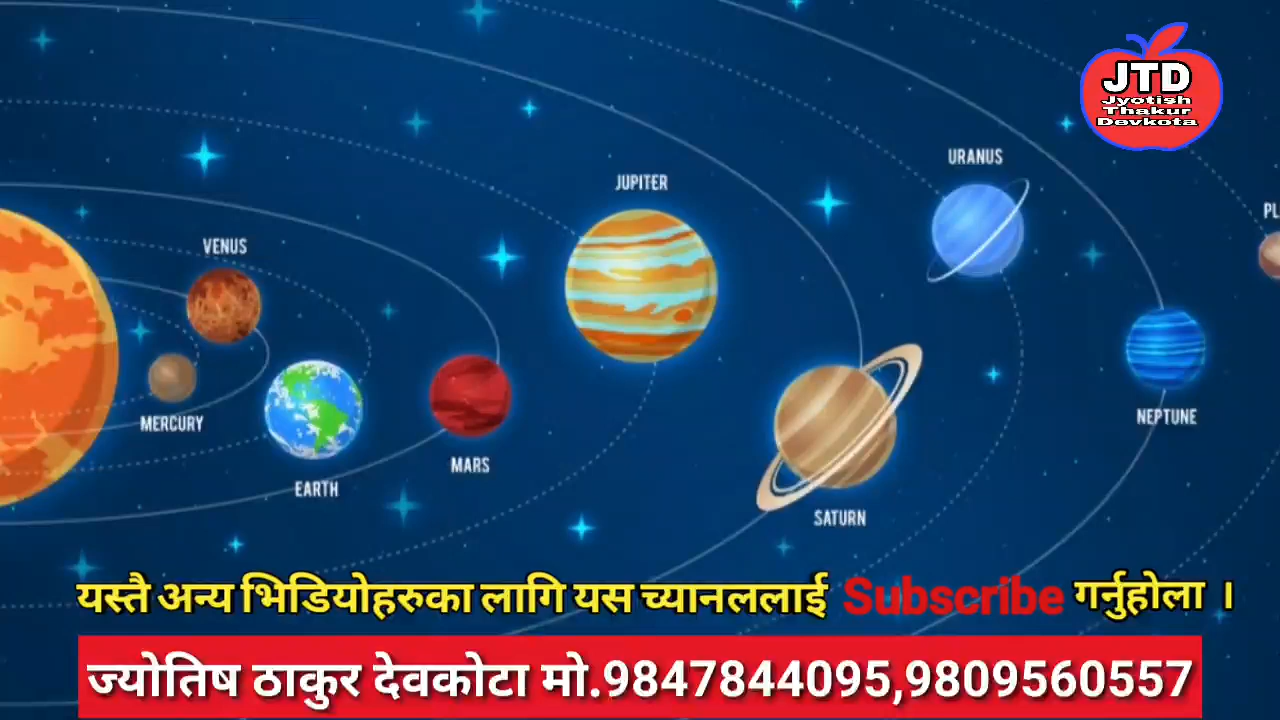 JTD
Jyotish
Thakur
Devkota
URANUS
JUPITER
PL
VENUS
MERCURY
NEPTUNE
MARS
EARTH
SATURN
यस्तै अन्य भिडियोहरुका लागि यस च्यानललाई Subscribe गर्नुहोला ।
ज्योतिष ठाकुर देवकोटा मो.9847844095,9809560557